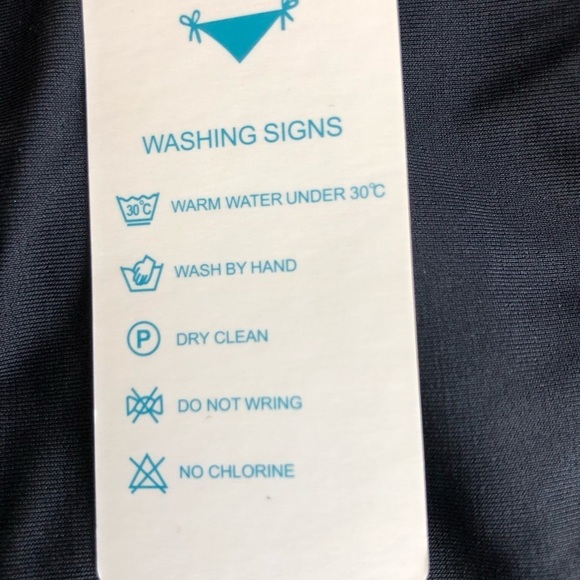 WASHING SIGNS
30°C WARM WATER UNDER 30℃
WASH BY HAND
P DRY CLEAN
DO NOT WRING
NO CHLORINE